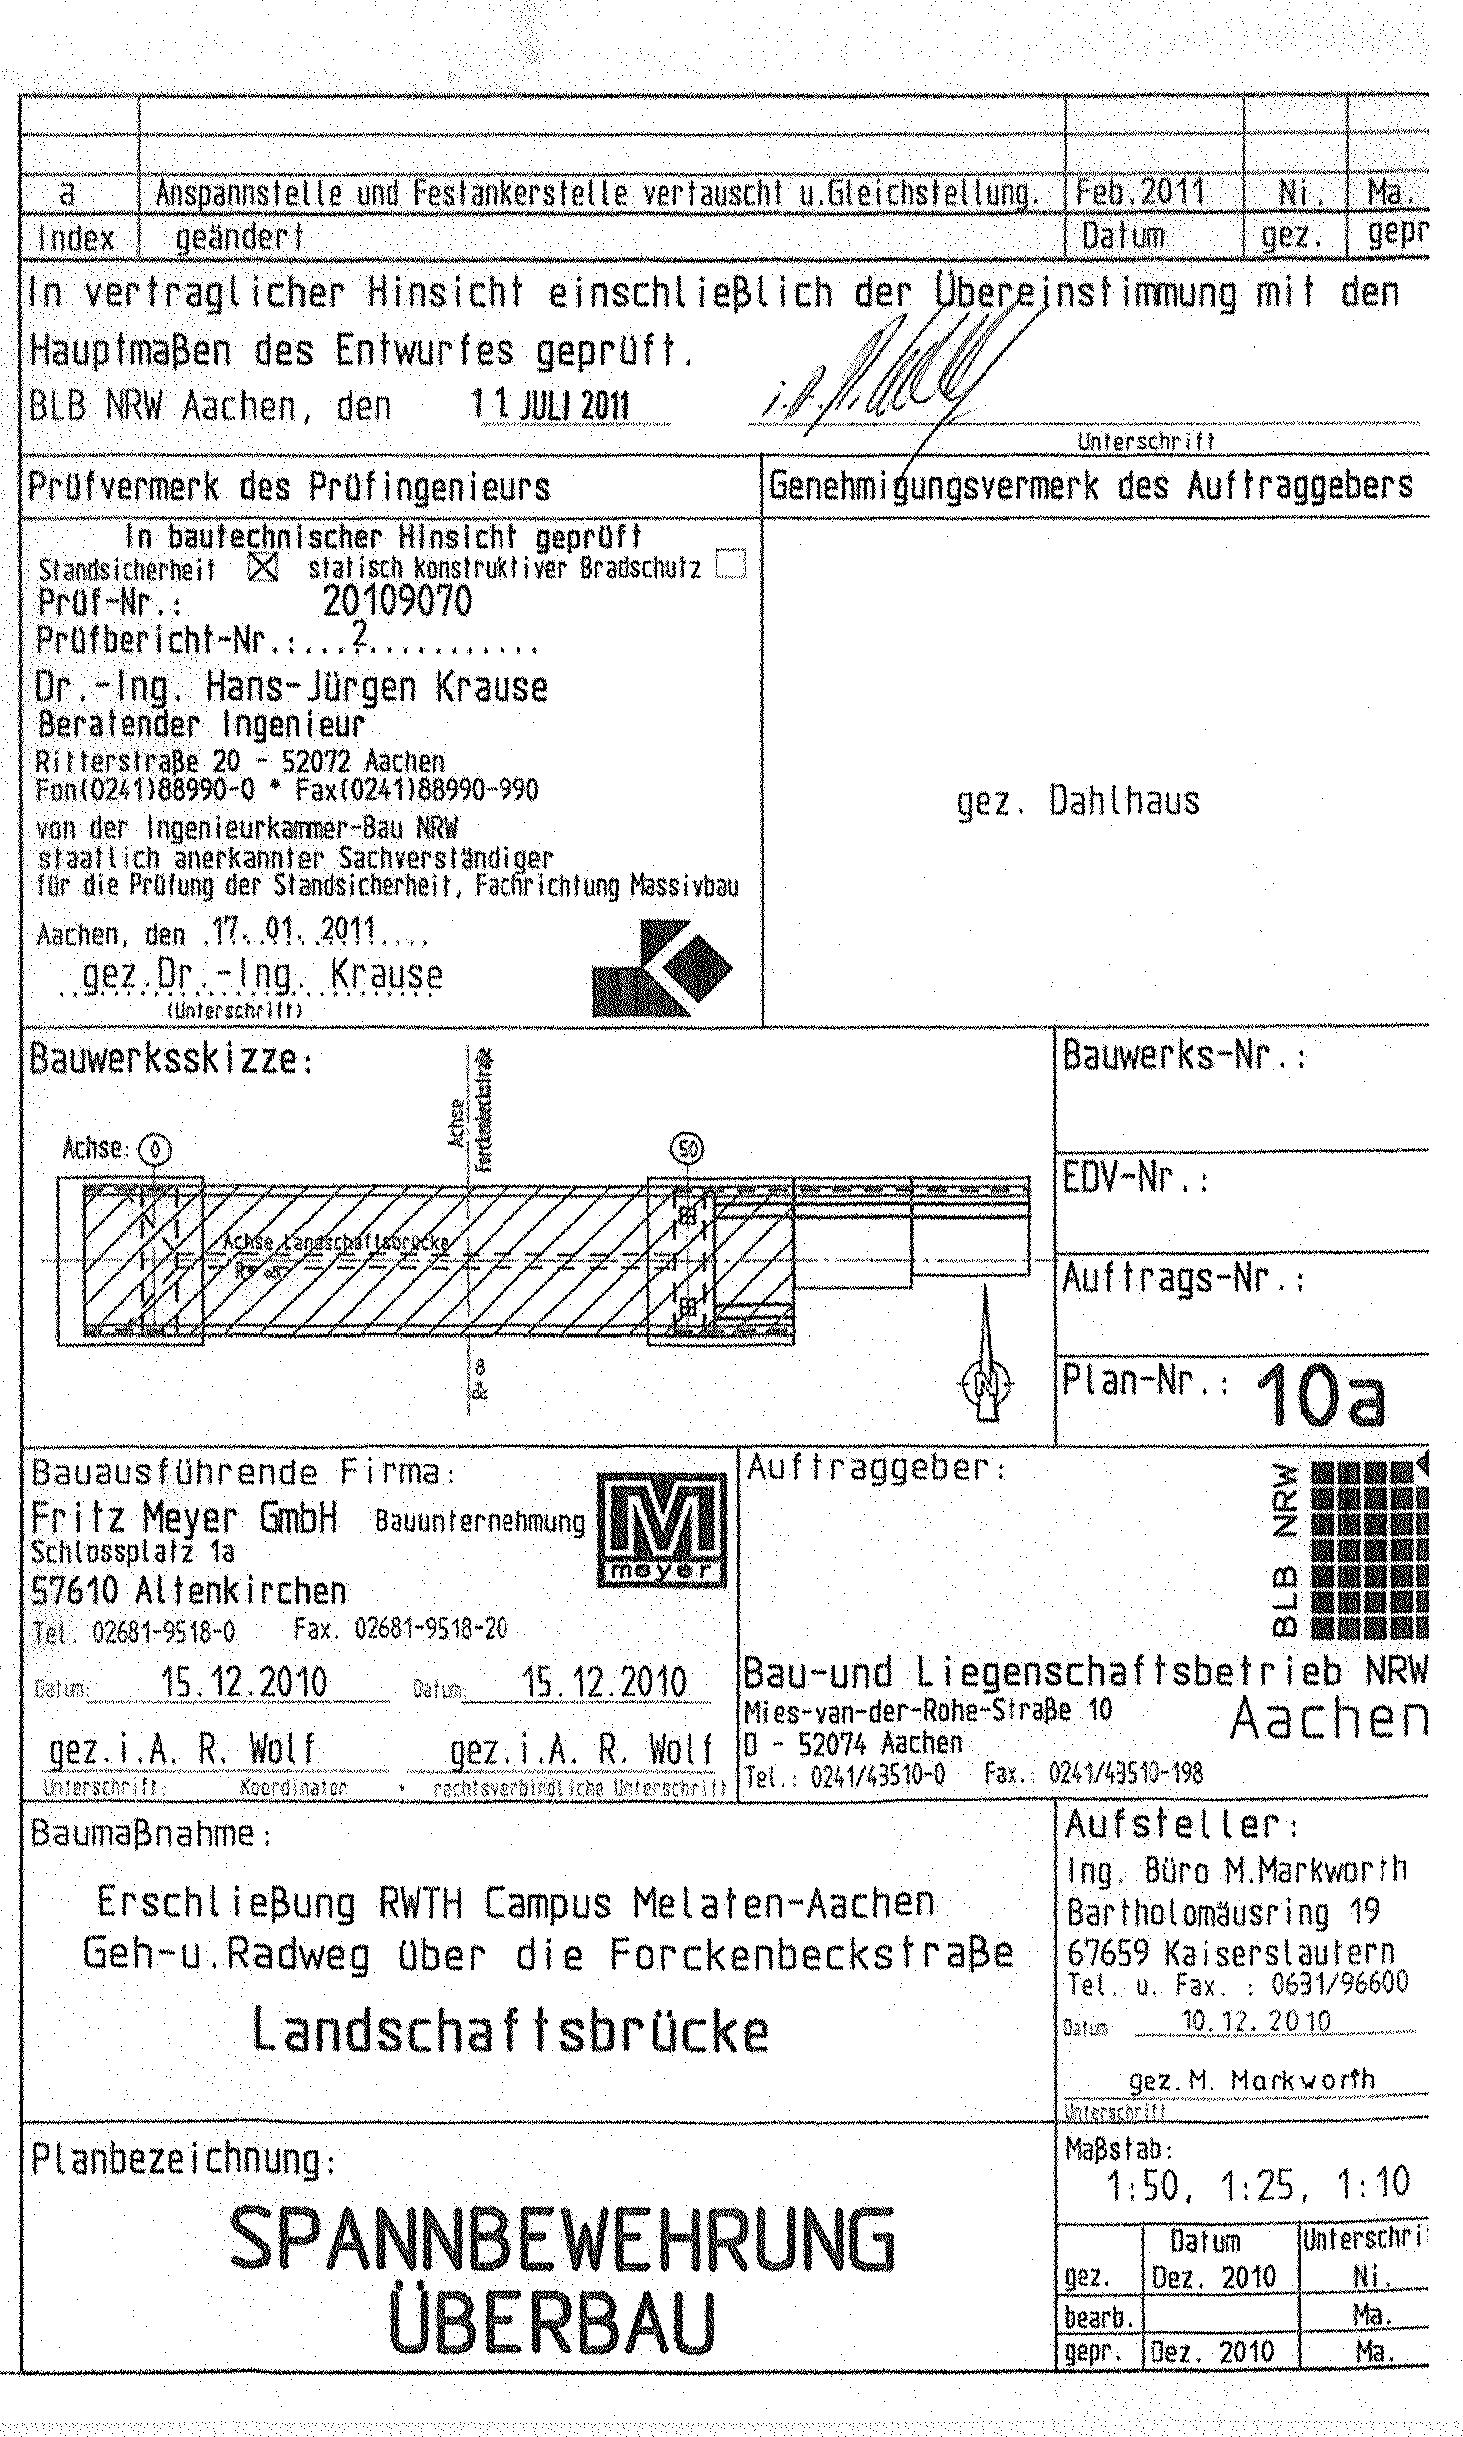 a Anspannstelle und Festankerstelle vertauscht u.Gleichstellung. Feb.2011 Ni. Ma.
Index geändert Datum gez. gepr
In vertraglicher Hinsicht einschließlich der Übereinstimmung mit den
Hauptmaßen des Entwurfes geprüft.
BLB NRW Aachen, den 11 JULI 2011
Unterschrift
Prüfvermerk des Prüfingenieurs
In bautechnischer Hinsicht geprüft
Standsicherheit ☒ statisch konstruktiver Bradschutz ☐
Prüf-Nr.: 20109070
Prüfbericht-Nr.:...2...........
Dr.-Ing. Hans-Jürgen Krause
Beratender Ingenieur
Ritterstraße 20 - 52072 Aachen
Fon(0241)88990-0 * Fax(0241)88990-990
von der Ingenieurkammer-Bau NRW
staatlich anerkannter Sachverständiger
für die Prüfung der Standsicherheit, Fachrichtung Massivbau
Aachen, den .17..01..2011....
gez.Dr.-Ing. Krause
(Unterschrift)
Genehmigungsvermerk des Auftraggebers
gez. Dahlhaus
Bauwerksskizze:
Achse
Forckenbeckstraße
Achse: 0
50
Achse Landschaftsbrücke
N
Bauwerks-Nr.:
EDV-Nr.:
Auftrags-Nr.:
Plan-Nr.: 10a
Bauausführende Firma:
Fritz Meyer GmbH Bauunternehmung
Schlossplatz 1a
57610 Altenkirchen
Tel. 02681-9518-0 Fax. 02681-9518-20
M
meyer
Datum: 15.12.2010 Datum: 15.12.2010
gez.i.A. R. Wolf gez.i.A. R. Wolf
Unterschrift: Koordinator rechtsverbindliche Unterschrift
Auftraggeber:
BLB NRW
Bau-und Liegenschaftsbetrieb NRW
Mies-van-der-Rohe-Straße 10
Aachen
D - 52074 Aachen
Tel.: 0241/43510-0 Fax.: 0241/43510-198
Baumaßnahme:
Erschließung RWTH Campus Melaten-Aachen
Geh-u.Radweg über die Forckenbeckstraße
Landschaftsbrücke
Aufsteller:
Ing. Büro M.Markworth
Bartholomäusring 19
67659 Kaiserslautern
Tel. u. Fax. : 0631/96600
Datum 10.12.2010
gez. M. Markworth
Unterschrift
Planbezeichnung:
SPANNBEWEHRUNG
ÜBERBAU
Maßstab:
1:50, 1:25, 1:10
Datum Unterschri
gez. Dez. 2010 Ni.
bearb. Ma.
gepr. Dez. 2010 Ma.